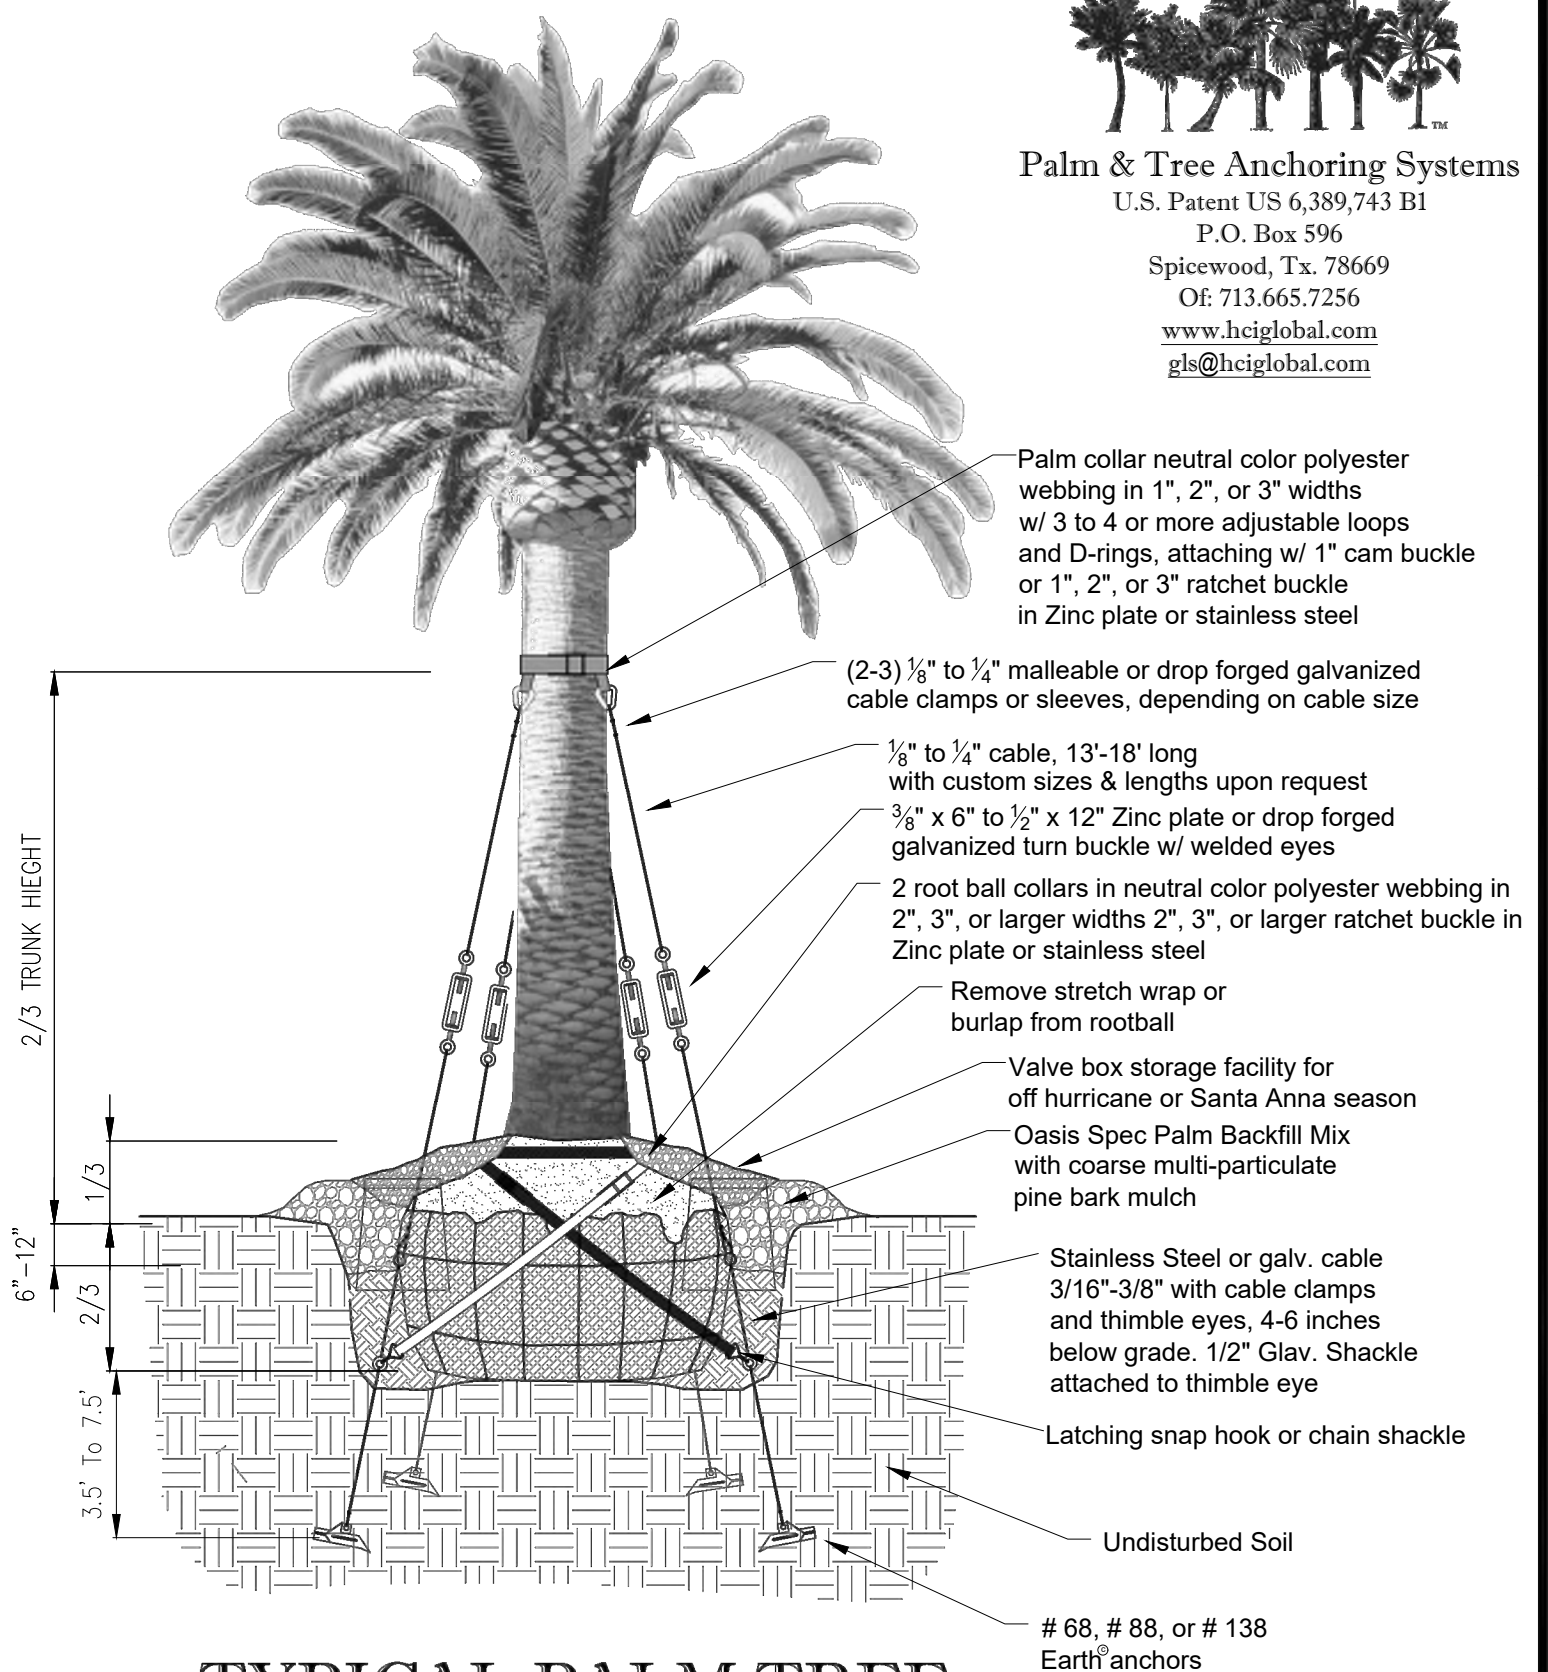 TM
Palm & Tree Anchoring Systems
U.S. Patent US 6,389,743 B1
P.O. Box 596
Spicewood, Tx. 78669
Of: 713.665.7256
www.hciglobal.com
gls@hciglobal.com
Palm collar neutral color polyester
webbing in 1", 2", or 3" widths
w/ 3 to 4 or more adjustable loops
and D-rings, attaching w/ 1" cam buckle
or 1", 2", or 3" ratchet buckle
in Zinc plate or stainless steel
(2-3) ⅛" to ¼" malleable or drop forged galvanized
cable clamps or sleeves, depending on cable size
⅛" to ¼" cable, 13'-18' long
with custom sizes & lengths upon request
⅜" x 6" to ½" x 12" Zinc plate or drop forged
galvanized turn buckle w/ welded eyes
2 root ball collars in neutral color polyester webbing in
2", 3", or larger widths 2", 3", or larger ratchet buckle in
Zinc plate or stainless steel
Remove stretch wrap or
burlap from rootball
Valve box storage facility for
off hurricane or Santa Anna season
Oasis Spec Palm Backfill Mix
with coarse multi-particulate
pine bark mulch
Stainless Steel or galv. cable
3/16"-3/8" with cable clamps
and thimble eyes, 4-6 inches
below grade. 1/2" Glav. Shackle
attached to thimble eye
Latching snap hook or chain shackle
Undisturbed Soil
# 68, # 88, or # 138
Earth© anchors
2/3 TRUNK HIEGHT
1/3
6"-12"
2/3
3.5' To 7.5'
TYPICAL PALM TREE